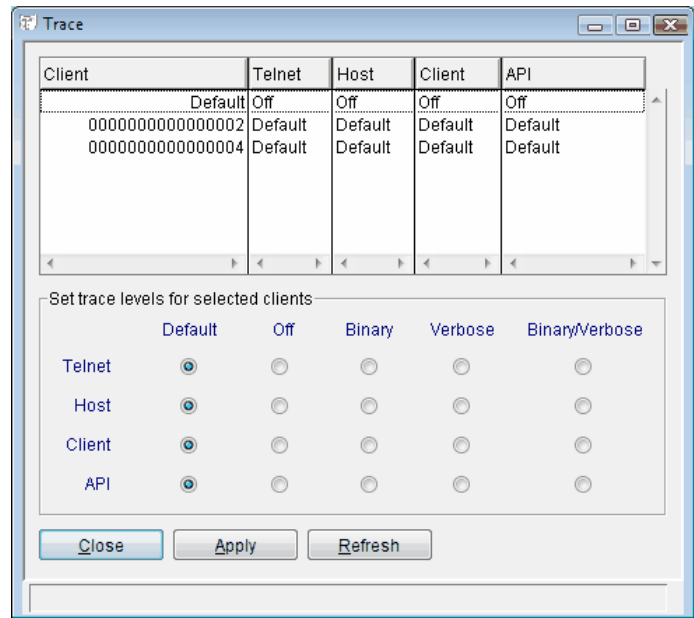 Trace
Client Telnet Host Client API
Default Off Off Off Off
0000000000000002 Default Default Default Default
0000000000000004 Default Default Default Default
Set trace levels for selected clients
Default Off Binary Verbose Binary/Verbose
Telnet
Host
Client
API
Close Apply Refresh